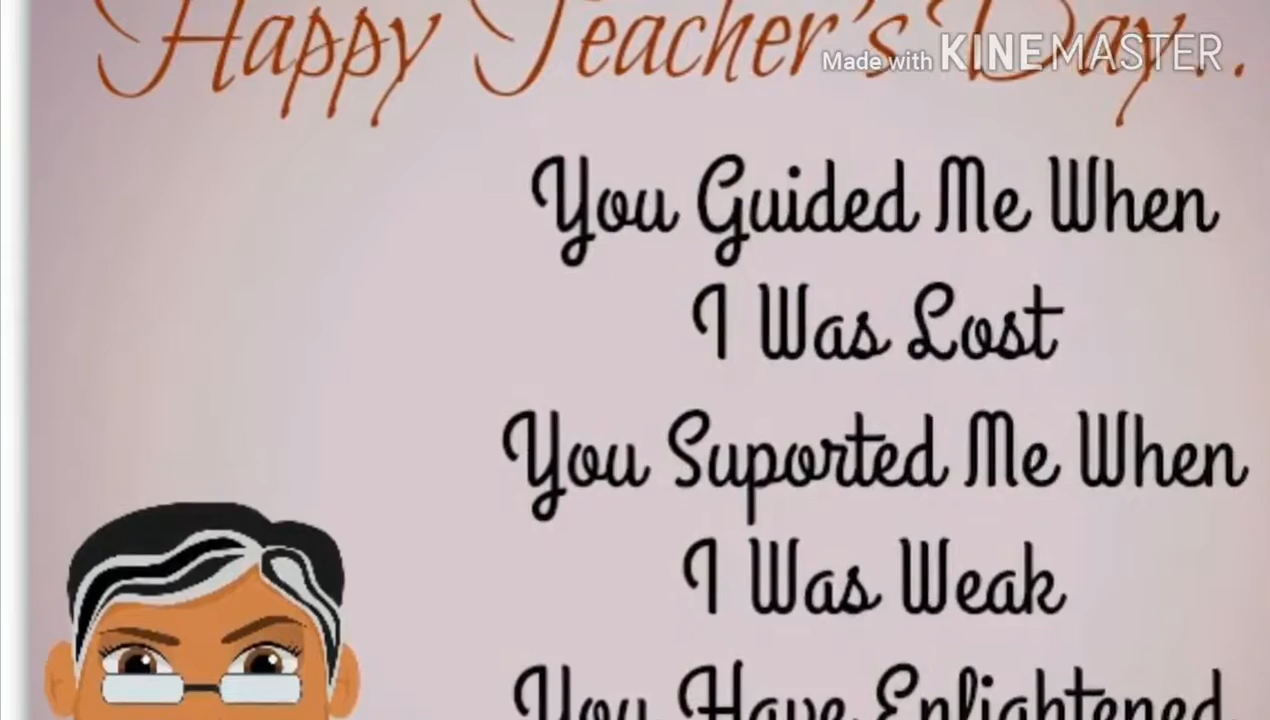 Happy Teacher's Day..
Made with KINEMASTER
You Guided Me When
I Was Lost
You Suported Me When
I Was Weak
You Have Enlightened